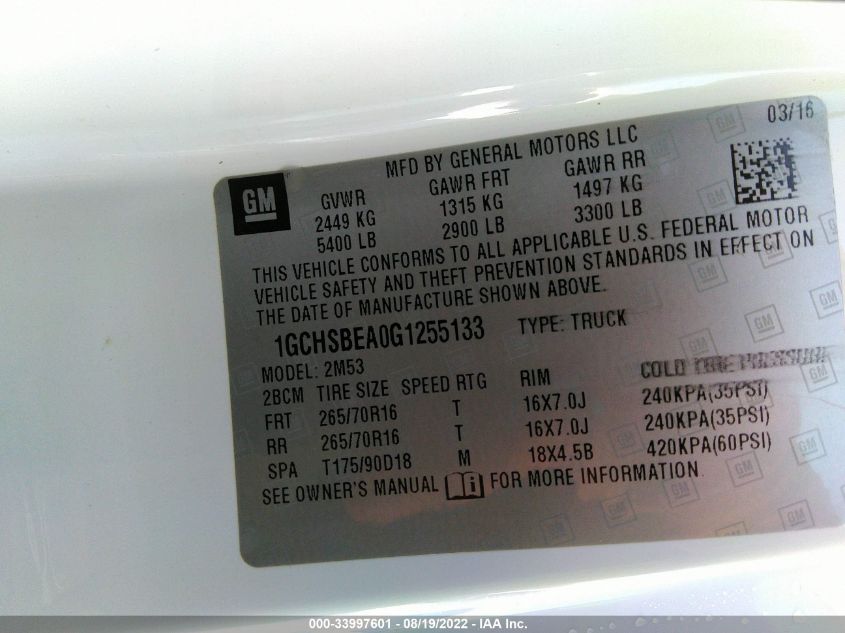 03/16
MFD BY GENERAL MOTORS LLC
GM
GVWR GAWR FRT GAWR RR
2449 KG 1315 KG 1497 KG
5400 LB 2900 LB 3300 LB
THIS VEHICLE CONFORMS TO ALL APPLICABLE U.S. FEDERAL MOTOR
VEHICLE SAFETY AND THEFT PREVENTION STANDARDS IN EFFECT ON
THE DATE OF MANUFACTURE SHOWN ABOVE.
1GCHSBEA0G1255133 TYPE: TRUCK
MODEL: 2M53
2BCM TIRE SIZE SPEED RTG RIM COLD TIRE PRESSURE
FRT 265/70R16 T 16X7.0J 240KPA(35PSI)
RR 265/70R16 T 16X7.0J 240KPA(35PSI)
SPA T175/90D18 M 18X4.5B 420KPA(60PSI)
SEE OWNER'S MANUAL FOR MORE INFORMATION
000-33997601 - 08/19/2022 - IAA Inc.